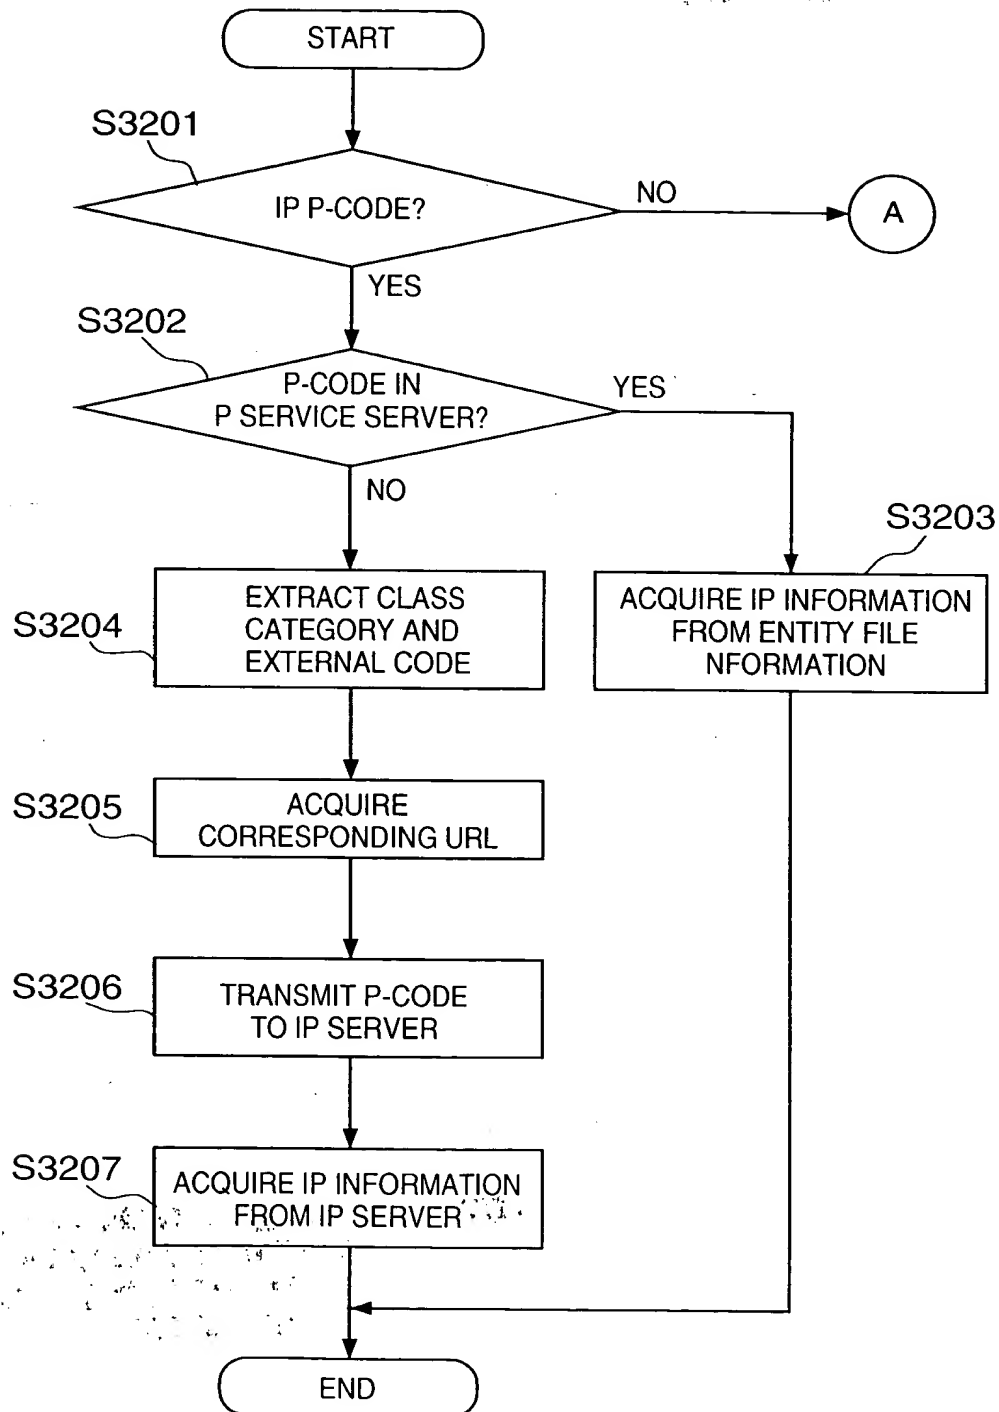 START
S3201
IP P-CODE?
NO
A
YES
S3202
P-CODE IN
P SERVICE SERVER?
YES
NO
S3203
S3204
EXTRACT CLASS
CATEGORY AND
EXTERNAL CODE
ACQUIRE IP INFORMATION
FROM ENTITY FILE
NFORMATION
S3205
ACQUIRE
CORRESPONDING URL
S3206
TRANSMIT P-CODE
TO IP SERVER
S3207
ACQUIRE IP INFORMATION
FROM IP SERVER
END